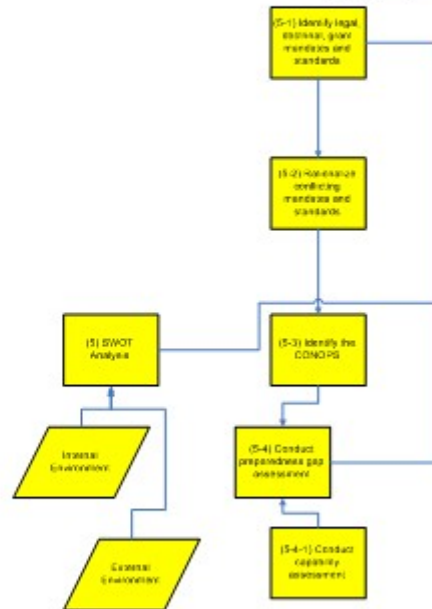 (5-1) Identify legal,
doctrinal, grant
mandates and
standards
(5-2) Rationalize
conflicting
mandates and
standards
(5) SWOT
Analysis
(5-3) Identify the
CONOPS
Internal
Environment
(5-4) Conduct
preparedness gap
assessment
External
Environment
(5-4-1) Conduct
capability
assessment